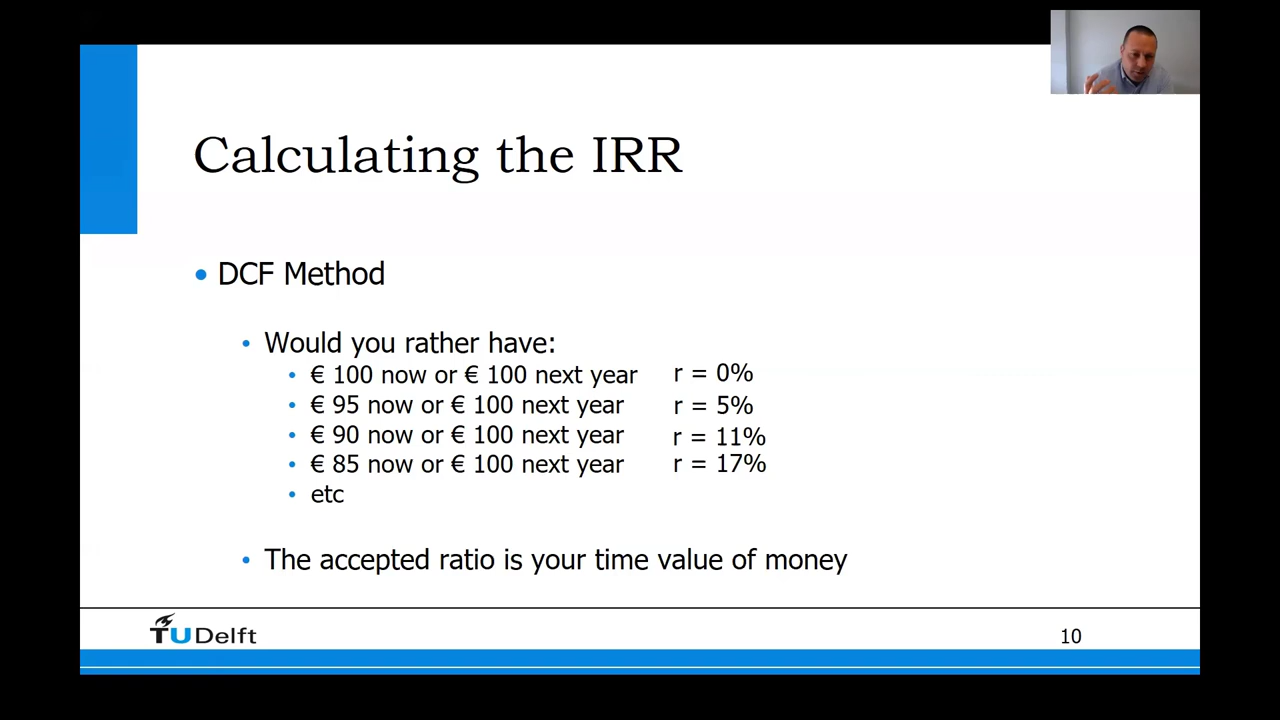 Calculating the IRR
• DCF Method
• Would you rather have:
• € 100 now or € 100 next year r = 0%
• € 95 now or € 100 next year r = 5%
• € 90 now or € 100 next year r = 11%
• € 85 now or € 100 next year r = 17%
• etc
• The accepted ratio is your time value of money
TU Delft
10